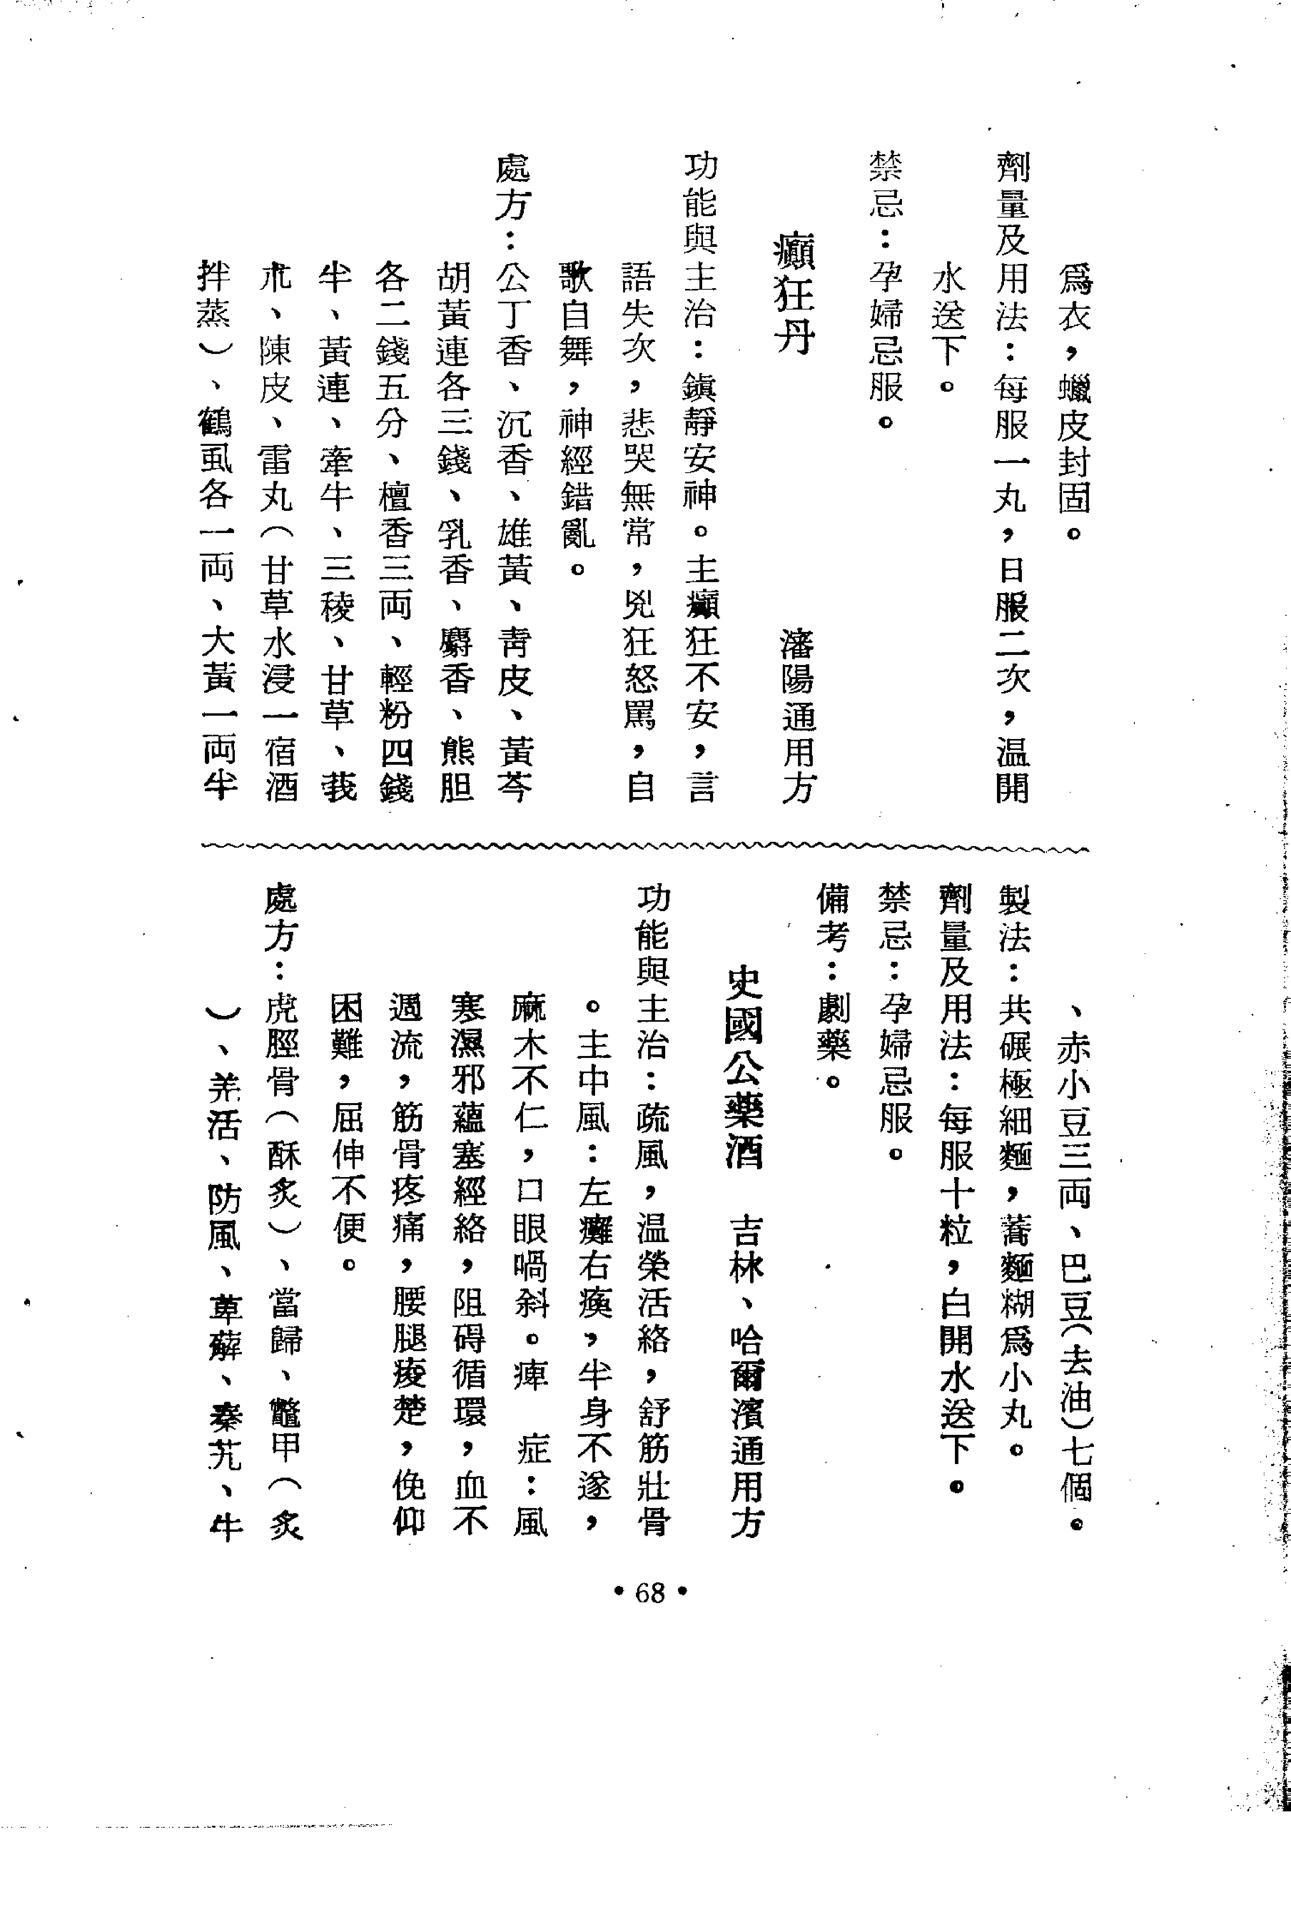 爲衣，蠟皮封固。
劑量及用法：每服一丸，日服二次，温開
水送下。
禁忌：孕婦忌服。
癲狂丹　瀋陽通用方
功能與主治：鎮靜安神。主癲狂不安，言
語失次，悲哭無常，兇狂怒罵，自
歌自舞，神經錯亂。
處方：公丁香、沉香、雄黃、靑皮、黃芩
胡黃連各三錢、乳香、麝香、熊胆
各二錢五分、檀香三両、輕粉四錢
半、黃連、牽牛、三稜、甘草、莪
朮、陳皮、雷丸（甘草水浸一宿酒
拌蒸）、鶴虱各一両、大黃一両半
、赤小豆三両、巴豆（去油）七個。
製法：共碾極細麵，蕎麵糊爲小丸。
劑量及用法：每服十粒，白開水送下。
禁忌：孕婦忌服。
備考：劇藥。
史國公藥酒　吉林、哈爾濱通用方
功能與主治：疏風，温榮活絡，舒筋壯骨
。主中風：左癱右瘓，半身不遂，
麻木不仁，口眼喎斜。痺　症：風
寒濕邪蘊塞經絡，阻碍循環，血不
週流，筋骨疼痛，腰腿痠楚，俛仰
困難，屈伸不便。
處方：虎脛骨（酥炙）、當歸、鼈甲（炙
）、羌活、防風、萆薢、秦艽、牛
•68•